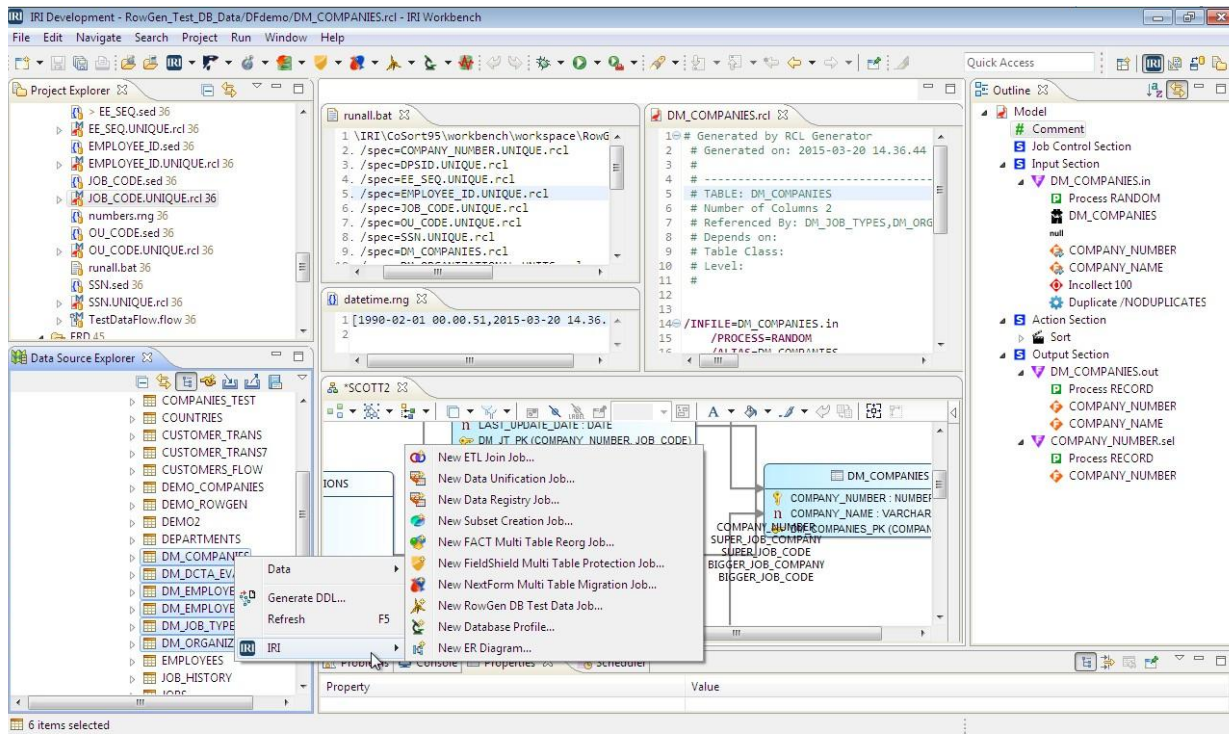 IRI Development - RowGen_Test_DB_Data/DFdemo/DM_COMPANIES.rcl - IRI Workbench
File Edit Navigate Search Project Run Window Help
Quick Access
Project Explorer
> EE_SEQ.sed 36
EE_SEQ.UNIQUE.rcl 36
EMPLOYEE_ID.sed 36
EMPLOYEE_ID.UNIQUE.rcl 36
JOB_CODE.sed 36
JOB_CODE.UNIQUE.rcl 36
numbers.rng 36
OU_CODE.sed 36
OU_CODE.UNIQUE.rcl 36
runall.bat 36
SSN.sed 36
SSN.UNIQUE.rcl 36
TestDataFlow.flow 36
ERD 45
runall.bat
1 \IRI\CoSort95\workbench\workspace\RowG
2. /spec=COMPANY_NUMBER.UNIQUE.rcl
3. /spec=DPSID.UNIQUE.rcl
4. /spec=EE_SEQ.UNIQUE.rcl
5. /spec=EMPLOYEE_ID.UNIQUE.rcl
6. /spec=JOB_CODE.UNIQUE.rcl
7. /spec=OU_CODE.UNIQUE.rcl
8. /spec=SSN.UNIQUE.rcl
9. /spec=DM_COMPANIES.rcl
datetime.rng
1 [1990-02-01 00.00.51,2015-03-20 14.36.
2
DM_COMPANIES.rcl
1 # Generated by RCL Generator
2 # Generated on: 2015-03-20 14.36.44
3 #
4 # ------------------------------------
5 # TABLE: DM_COMPANIES
6 # Number of Columns 2
7 # Referenced By: DM_JOB_TYPES,DM_ORG
8 # Depends on:
9 # Table Class:
10 # Level:
11 #
12
13
14 /INFILE=DM_COMPANIES.in
15 /PROCESS=RANDOM
16 /ALIAS=DM_COMPANIES
Outline
Model
# Comment
S Job Control Section
S Input Section
DM_COMPANIES.in
Process RANDOM
DM_COMPANIES
null
COMPANY_NUMBER
COMPANY_NAME
Incollect 100
Duplicate /NODUPLICATES
S Action Section
Sort
S Output Section
DM_COMPANIES.out
Process RECORD
COMPANY_NUMBER
COMPANY_NAME
COMPANY_NUMBER.sel
Process RECORD
COMPANY_NUMBER
Data Source Explorer
COMPANIES_TEST
COUNTRIES
CUSTOMER_TRANS
CUSTOMER_TRANS7
CUSTOMERS_FLOW
DEMO_COMPANIES
DEMO_ROWGEN
DEMO2
DEPARTMENTS
DM_COMPANIES
DM_DCTA_EV
DM_EMPLOYE
DM_EMPLOYE
DM_JOB_TYPE
DM_ORGANIZ
EMPLOYEES
JOB_HISTORY
JOBS
Data
Generate DDL...
Refresh F5
IRI
New ETL Join Job...
New Data Unification Job...
New Data Registry Job...
New Subset Creation Job...
New FACT Multi Table Reorg Job...
New FieldShield Multi Table Protection Job...
New NextForm Multi Table Migration Job...
New RowGen DB Test Data Job...
New Database Profile...
New ER Diagram...
*SCOTT2
LAST_UPDATE_DATE : DATE
DM_JT_PK (COMPANY_NUMBER, JOB_CODE)
IONS
DM_COMPANIES
COMPANY_NUMBER : NUMBER
COMPANY_NAME : VARCHAR
DM_COMPANIES_PK (COMPAN
COMPANY_NUMBER
SUPER_JOB_COMPANY
SUPER_JOB_CODE
BIGGER_JOB_COMPANY
BIGGER_JOB_CODE
Problems Console Properties Scheduler
Property Value
6 items selected